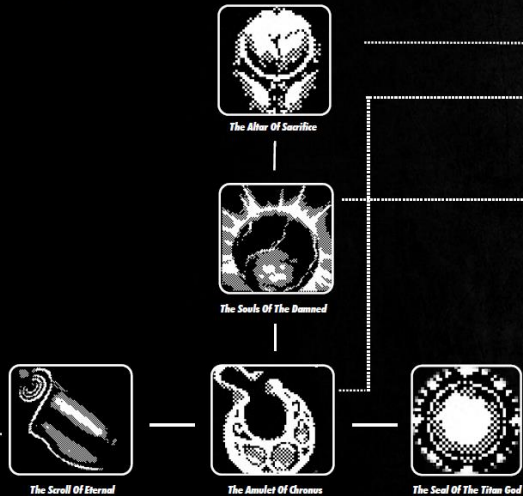 The Altar Of Sacrifice
The Souls Of The Damned
The Scroll Of Eternal
The Amulet Of Chronus
The Seal Of The Titan God